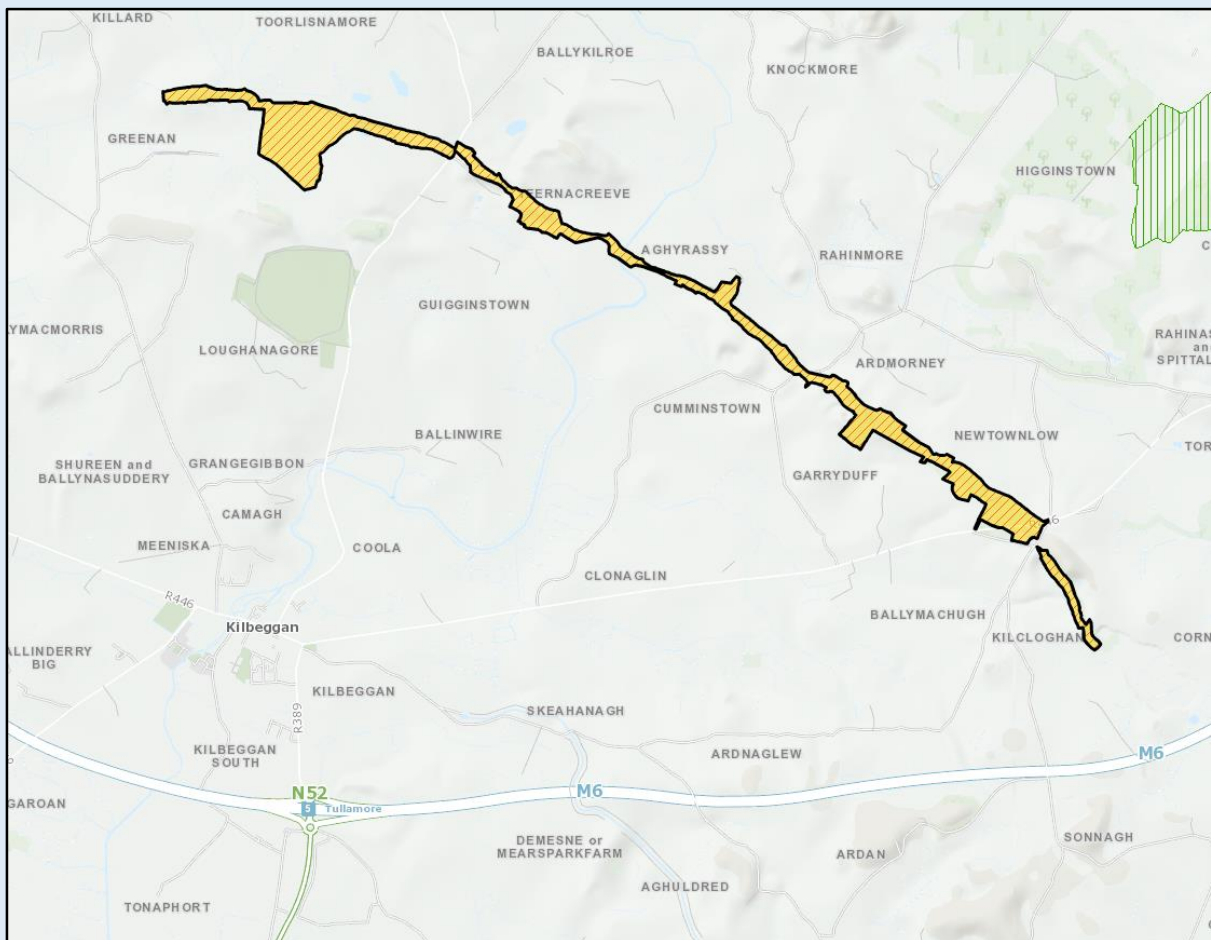 KILLARD
TOORLISNAMORE
BALLYKILROE
KNOCKMORE
GREENAN
HIGGINSTOWN
AGHYRASSY
RAHINMORE
GUIGGINSTOWN
YMACMORRIS
LOUGHANAGORE
RAHINAS
an
SPITTAL
ARDMORNEY
CUMMINSTOWN
BALLINWIRE
NEWTOWNLOW
TOR
SHUREEN and
BALLYNASUDDERY
GRANGEGIBBON
GARRYDUFF
CAMAGH
MEENISKA
COOLA
CLONAGLIN
R446
Kilbeggan
BALLYMACHUGH
KILCLOGHAN
CORN
ALLINDERRY
BIG
KILBEGGAN
SKEAHANAGH
R389
KILBEGGAN
SOUTH
ARDNAGLEW
M6
N52
M6
GAROAN
5
Tullamore
DEMESNE or
MEARSPARKFARM
ARDAN
SONNAGH
AGHULDRED
TONAPHORT